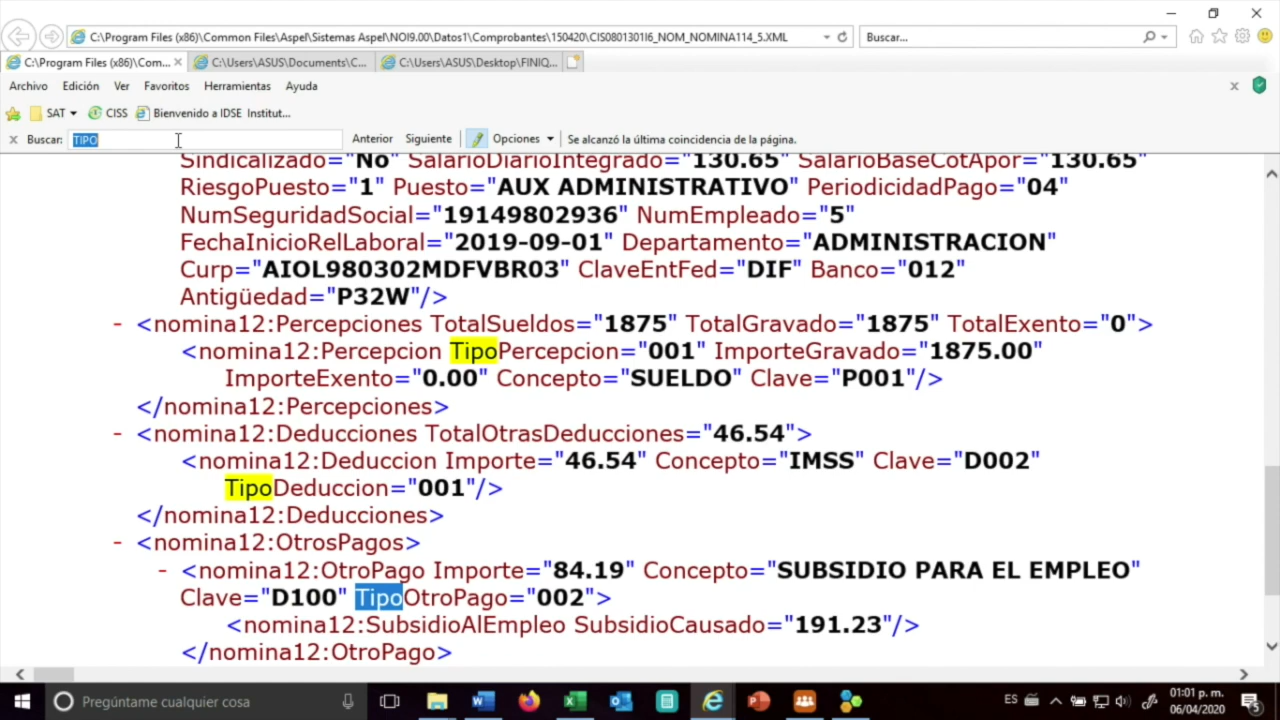 C:\Program Files (x86)\Common Files\Aspel\Sistemas Aspel\NOI9.00\Datos1\Comprobantes\150420\CIS0801301I6_NOM_NOMINA114_5.XML
Buscar...
C:\Program Files (x86)\Com...
C:\Users\ASUS\Documents\C...
C:\Users\ASUS\Desktop\FINIQ...
Archivo Edición Ver Favoritos Herramientas Ayuda
SAT CISS Bienvenido a IDSE Institut...
Buscar: TIPO Anterior Siguiente Opciones Se alcanzó la última coincidencia de la página.
Sindicalizado="No" SalarioDiarioIntegrado="130.65" SalarioBaseCotApor="130.65"
RiesgoPuesto="1" Puesto="AUX ADMINISTRATIVO" PeriodicidadPago="04"
NumSeguridadSocial="19149802936" NumEmpleado="5"
FechaInicioRelLaboral="2019-09-01" Departamento="ADMINISTRACION"
Curp="AIOL980302MDFVBR03" ClaveEntFed="DIF" Banco="012"
Antigüedad="P32W"/>
- <nomina12:Percepciones TotalSueldos="1875" TotalGravado="1875" TotalExento="0">
<nomina12:Percepcion TipoPercepcion="001" ImporteGravado="1875.00"
ImporteExento="0.00" Concepto="SUELDO" Clave="P001"/>
</nomina12:Percepciones>
- <nomina12:Deducciones TotalOtrasDeducciones="46.54">
<nomina12:Deduccion Importe="46.54" Concepto="IMSS" Clave="D002"
TipoDeduccion="001"/>
</nomina12:Deducciones>
- <nomina12:OtrosPagos>
- <nomina12:OtroPago Importe="84.19" Concepto="SUBSIDIO PARA EL EMPLEO"
Clave="D100" TipoOtroPago="002">
<nomina12:SubsidioAlEmpleo SubsidioCausado="191.23"/>
</nomina12:OtroPago>
Pregúntame cualquier cosa
ES
01:01 p. m.
06/04/2020
5